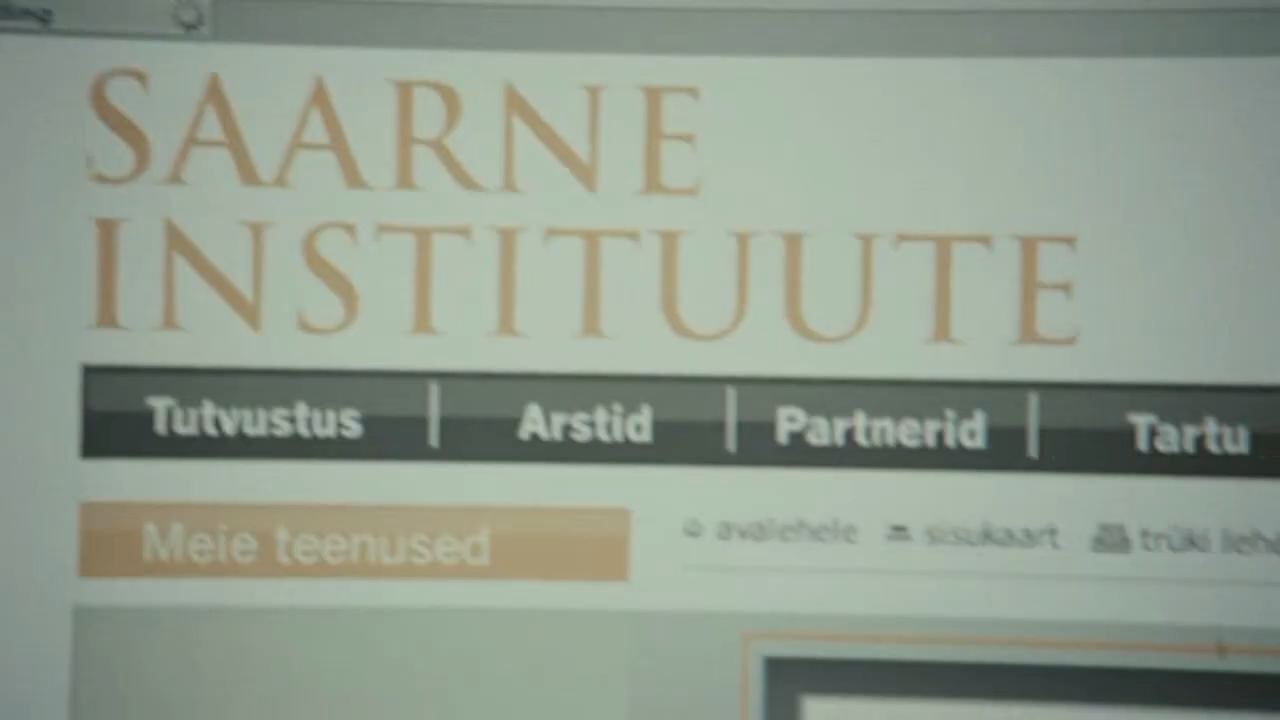 SAARNE
INSTITUUTE
Tutvustus Arstid Partnerid Tartu
Meie teenused
avalehele sisukaart trüki